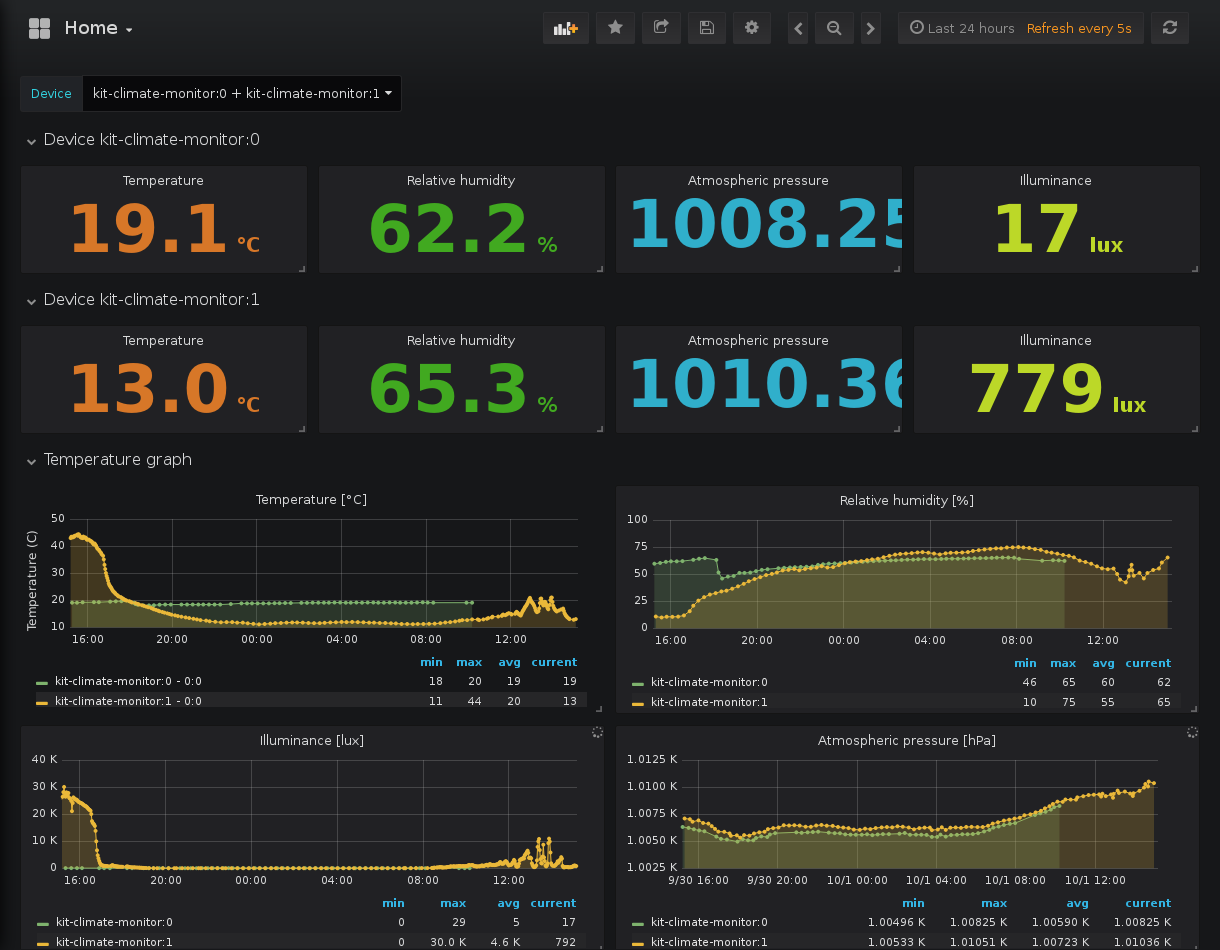 Home
Last 24 hours Refresh every 5s
Device kit-climate-monitor:0 + kit-climate-monitor:1
Device kit-climate-monitor:0
Temperature Relative humidity Atmospheric pressure Illuminance
19.1 °C 62.2 % 1008.25 17 lux
Device kit-climate-monitor:1
Temperature Relative humidity Atmospheric pressure Illuminance
13.0 °C 65.3 % 1010.36 779 lux
Temperature graph
Temperature [°C]
Temperature (C)
50
40
30
20
10
16:00 20:00 00:00 04:00 08:00 12:00
min max avg current
kit-climate-monitor:0 - 0:0 18 20 19 19
kit-climate-monitor:1 - 0:0 11 44 20 13
Relative humidity [%]
100
75
50
25
0
16:00 20:00 00:00 04:00 08:00 12:00
min max avg current
kit-climate-monitor:0 46 65 60 62
kit-climate-monitor:1 10 75 55 65
Illuminance [lux]
40 K
30 K
20 K
10 K
0
16:00 20:00 00:00 04:00 08:00 12:00
min max avg current
kit-climate-monitor:0 0 29 5 17
kit-climate-monitor:1 0 30.0 K 4.6 K 792
Atmospheric pressure [hPa]
1.0125 K
1.0100 K
1.0075 K
1.0050 K
1.0025 K
9/30 16:00 9/30 20:00 10/1 00:00 10/1 04:00 10/1 08:00 10/1 12:00
min max avg current
kit-climate-monitor:0 1.00496 K 1.00825 K 1.00590 K 1.00825 K
kit-climate-monitor:1 1.00533 K 1.01051 K 1.00723 K 1.01036 K